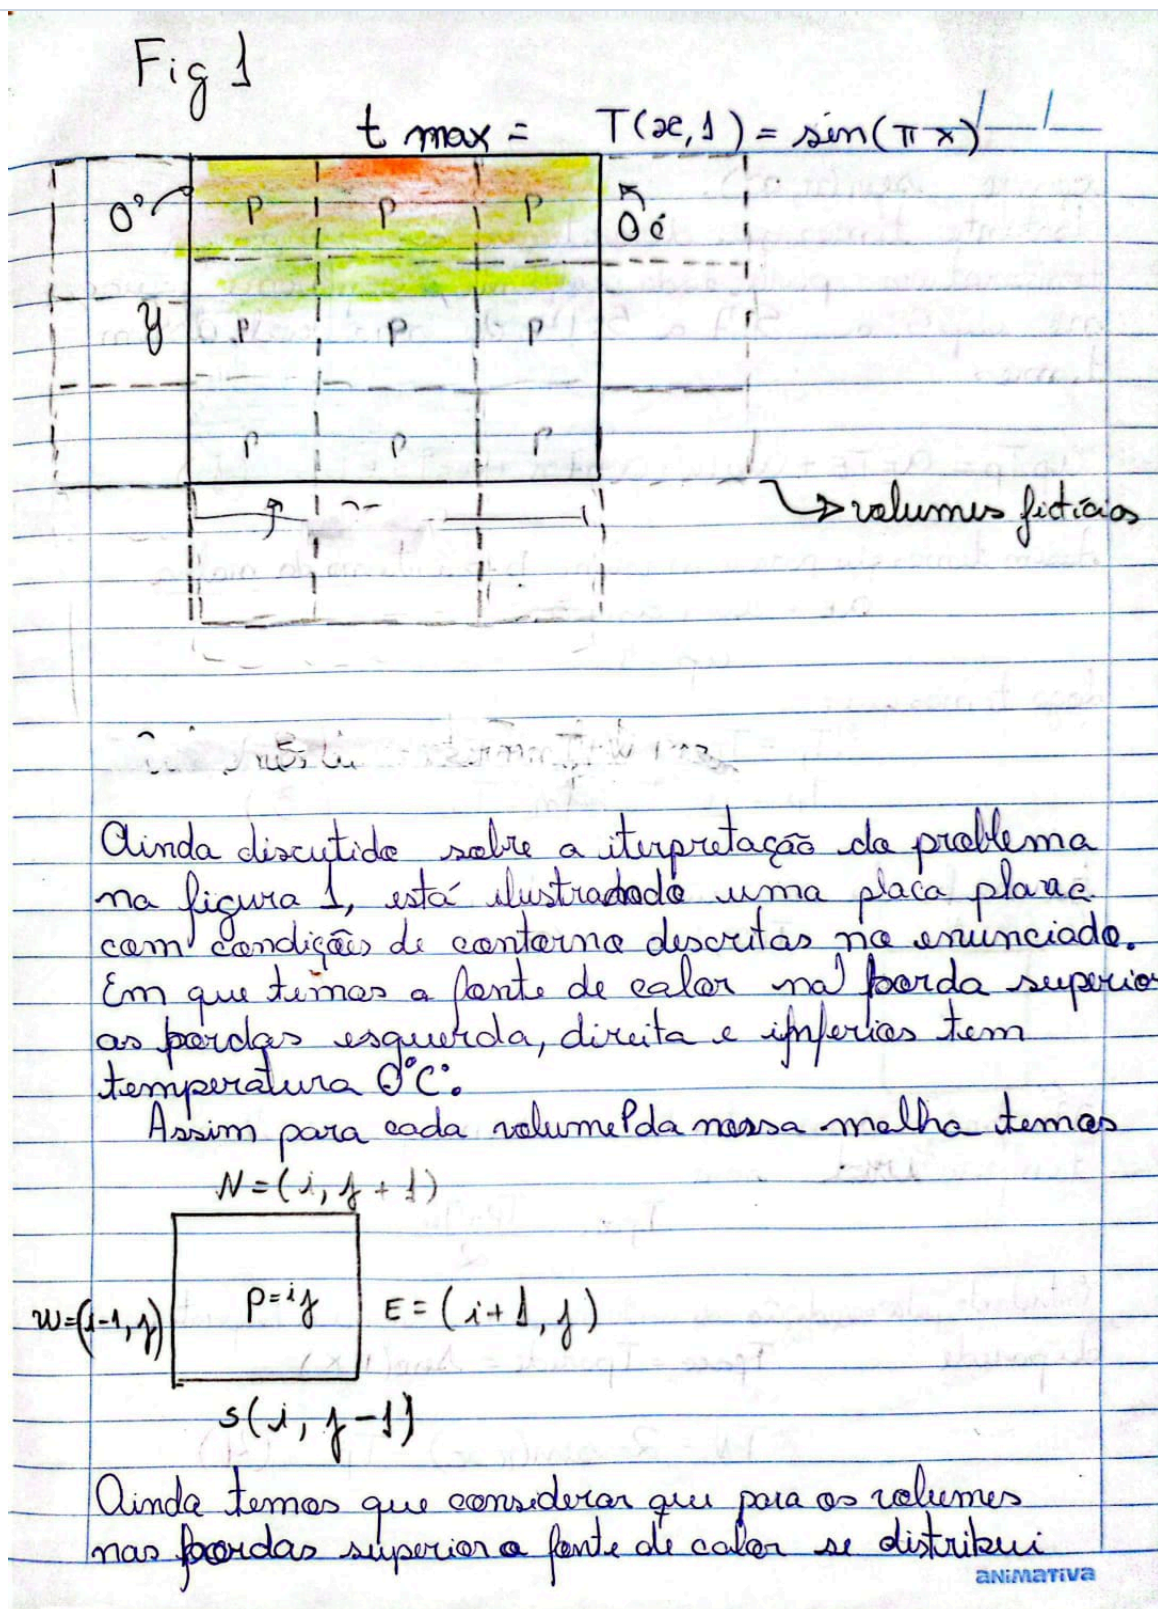 Fig 1
t max = T(x,1) = sin(π x)
0° P P P 0°
y P P P
P P P
volumes fictícios
Ainda discutido sobre a iterpretação do problema
na figura 1, está ilustradodo uma placa plana
com condições de contorno descritas no enunciado.
Em que temos a fonte de calor na borda superior
as bordas esquerda, direita e inferios tem
temperatura 0°C.
Assim para cada volume P da nossa malha temos
N=(i, j+1)
W=(i-1, j) P=ij E=(i+1, j)
S(i, j-1)
Ainda temos que considerar que para os volumes
nas bordas superior a fonte de calor se distribui
ANiMATiVA